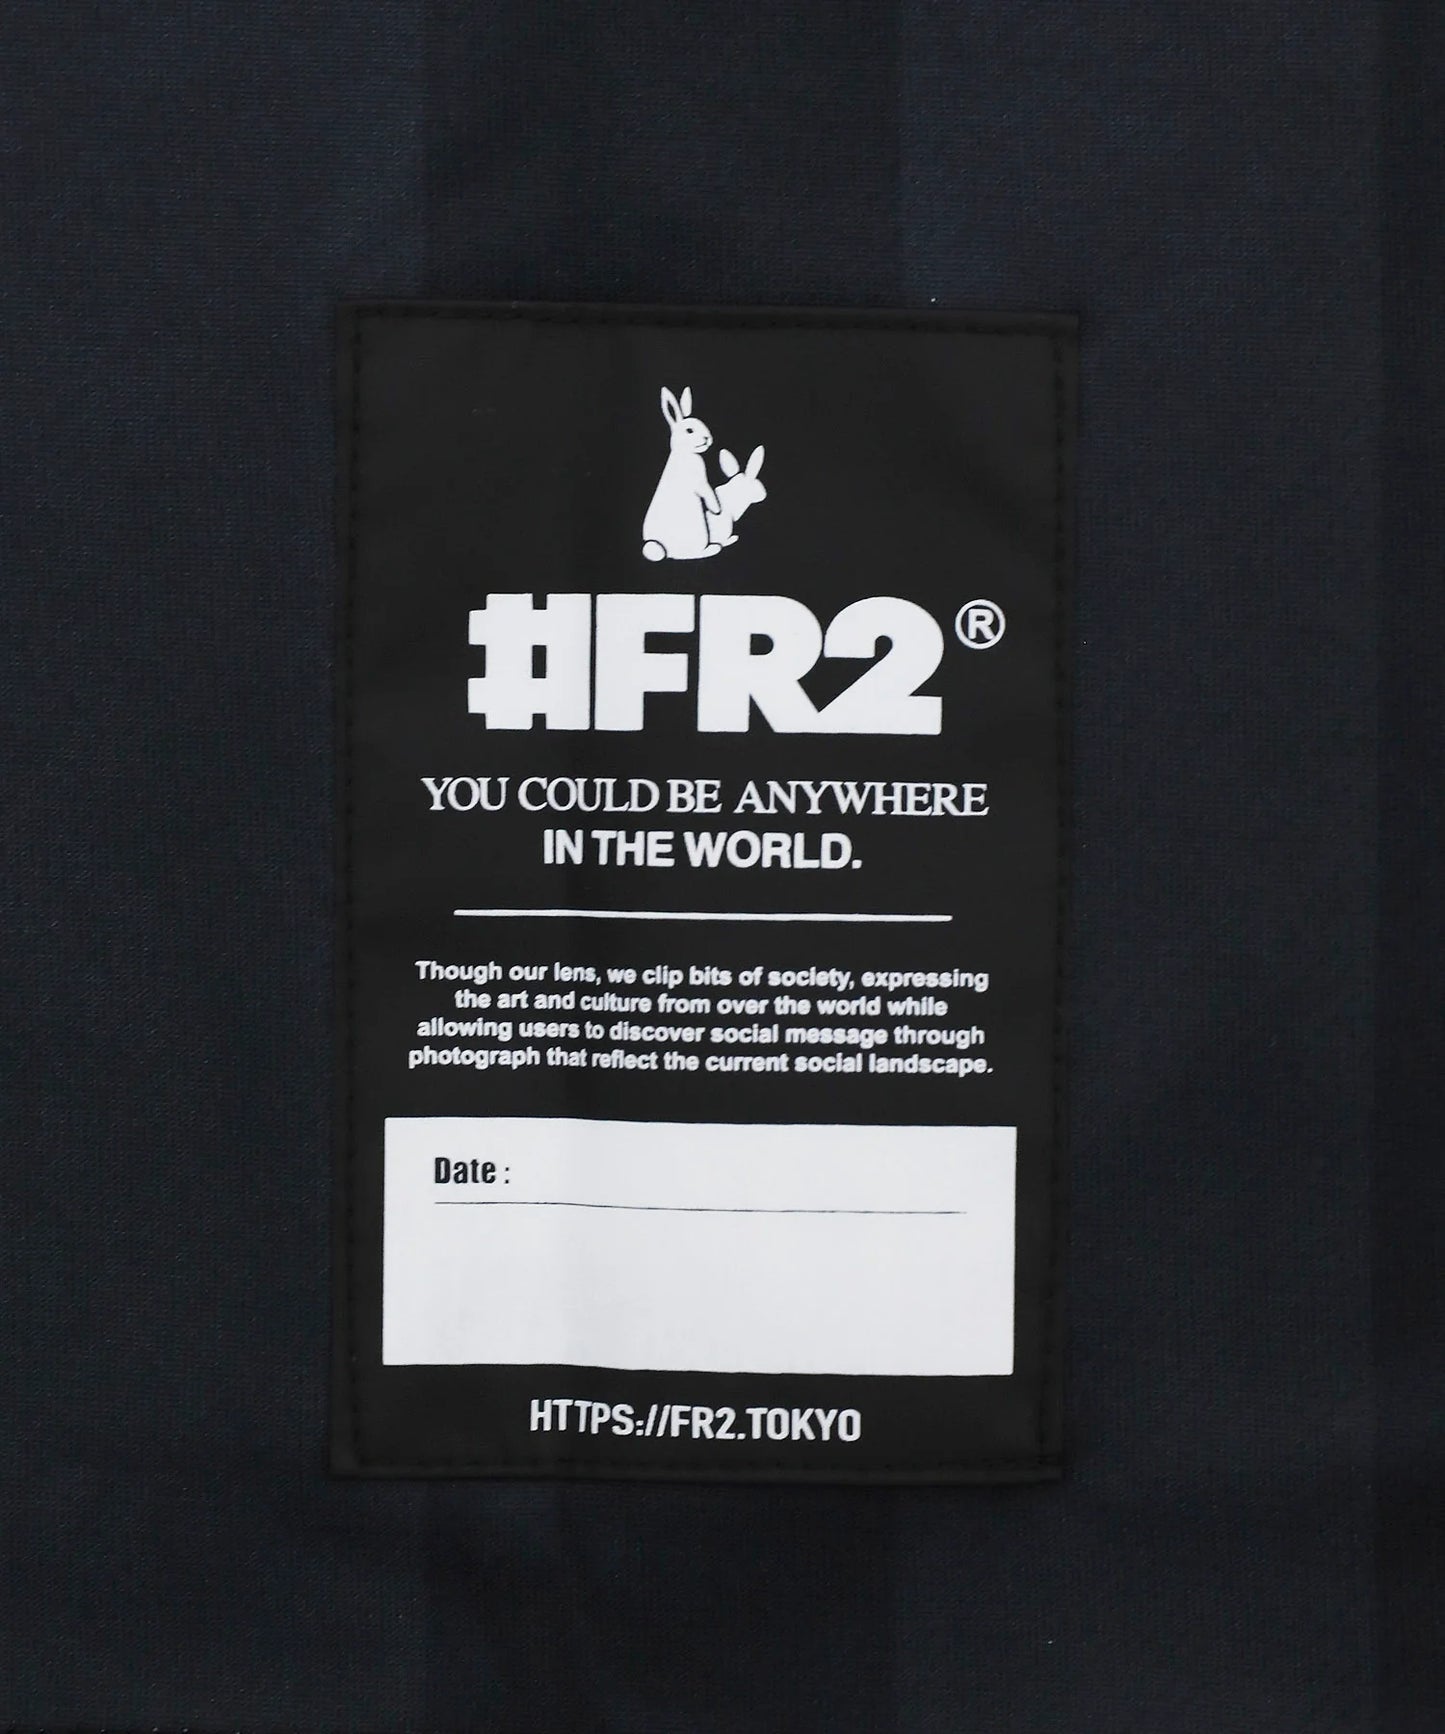 #FR2®
YOU COULD BE ANYWHERE
IN THE WORLD.
Though our lens, we clip bits of society, expressing
the art and culture from over the world while
allowing users to discover social message through
photograph that reflect the current social landscape.
Date :
HTTPS://FR2.TOKYO